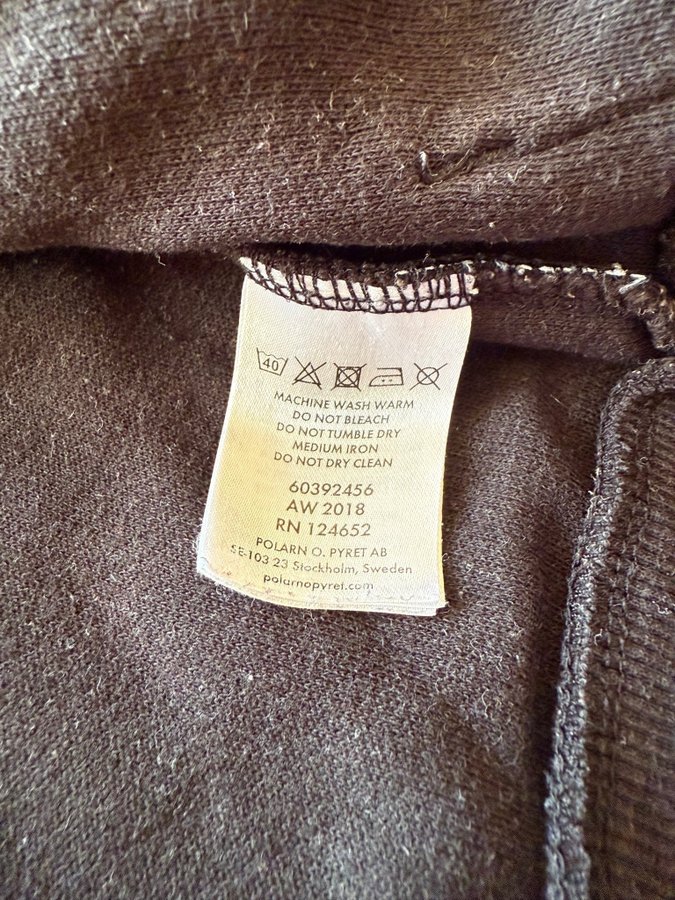 40
MACHINE WASH WARM
DO NOT BLEACH
DO NOT TUMBLE DRY
MEDIUM IRON
DO NOT DRY CLEAN
60392456
AW 2018
RN 124652
POLARN O. PYRET AB
SE-103 23 Stockholm, Sweden
polarnopyret.com